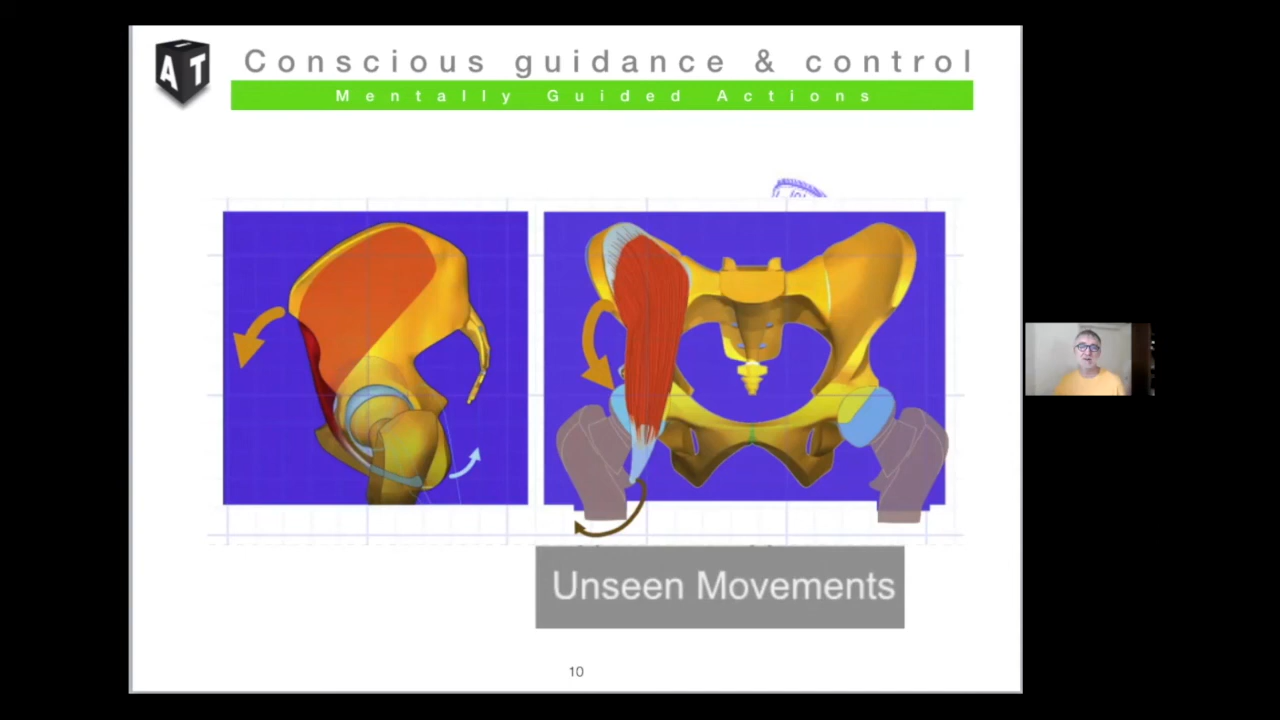 AT
Conscious guidance & control
Mentally Guided Actions
Unseen Movements
10